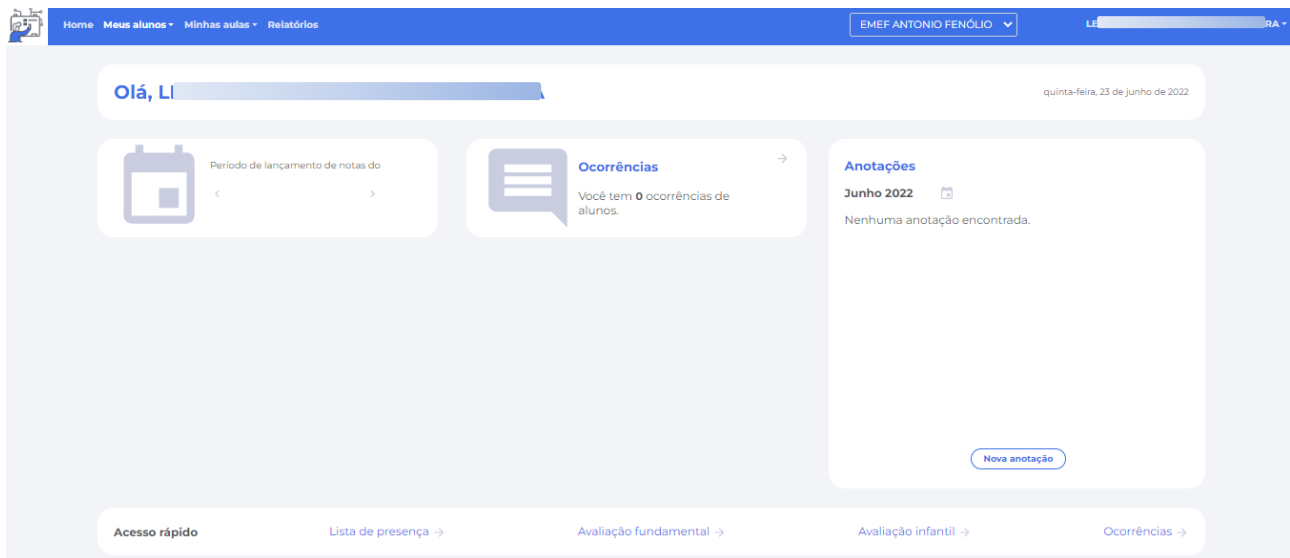 Home Meus alunos Minhas aulas Relatórios EMEF ANTONIO FENÓLIO
Olá,
quinta-feira, 23 de junho de 2022
Período de lançamento de notas do
Ocorrências
Você tem 0 ocorrências de
alunos.
Anotações
Junho 2022
Nenhuma anotação encontrada.
Nova anotação
Acesso rápido Lista de presença Avaliação fundamental Avaliação infantil Ocorrências